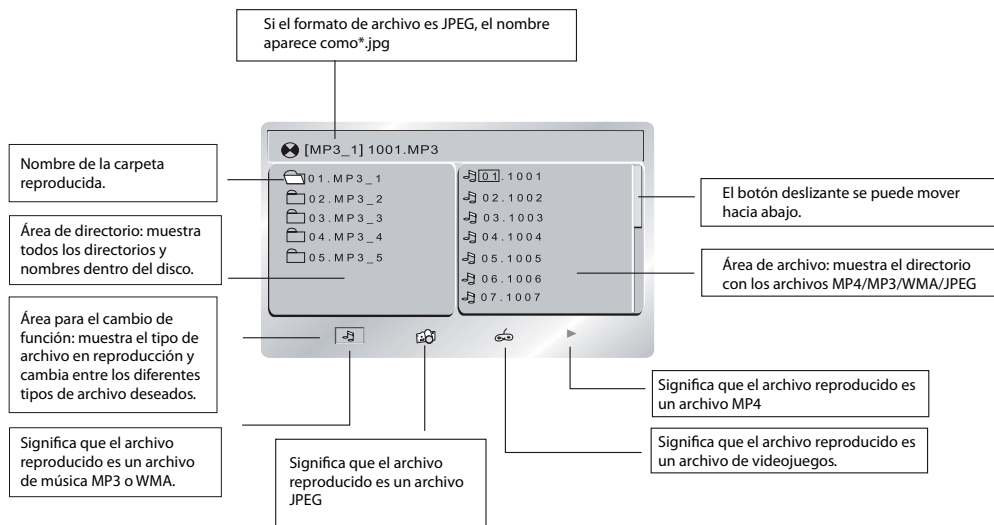 Si el formato de archivo es JPEG, el nombre
aparece como*.jpg
[MP3_1] 1001.MP3
Nombre de la carpeta
reproducida.
Área de directorio: muestra
todos los directorios y
nombres dentro del disco.
Área para el cambio de
función: muestra el tipo de
archivo en reproducción y
cambia entre los diferentes
tipos de archivo deseados.
Significa que el archivo
reproducido es un archivo
de música MP3 o WMA.
01.MP3_1
02.MP3_2
03.MP3_3
04.MP3_4
05.MP3_5
01.1001
02.1002
03.1003
04.1004
05.1005
06.1006
07.1007
El botón deslizante se puede mover
hacia abajo.
Área de archivo: muestra el directorio
con los archivos MP4/MP3/WMA/JPEG
Significa que el archivo reproducido es
un archivo MP4
Significa que el archivo reproducido es
un archivo de videojuegos.
Significa que el archivo
reproducido es un archivo
JPEG